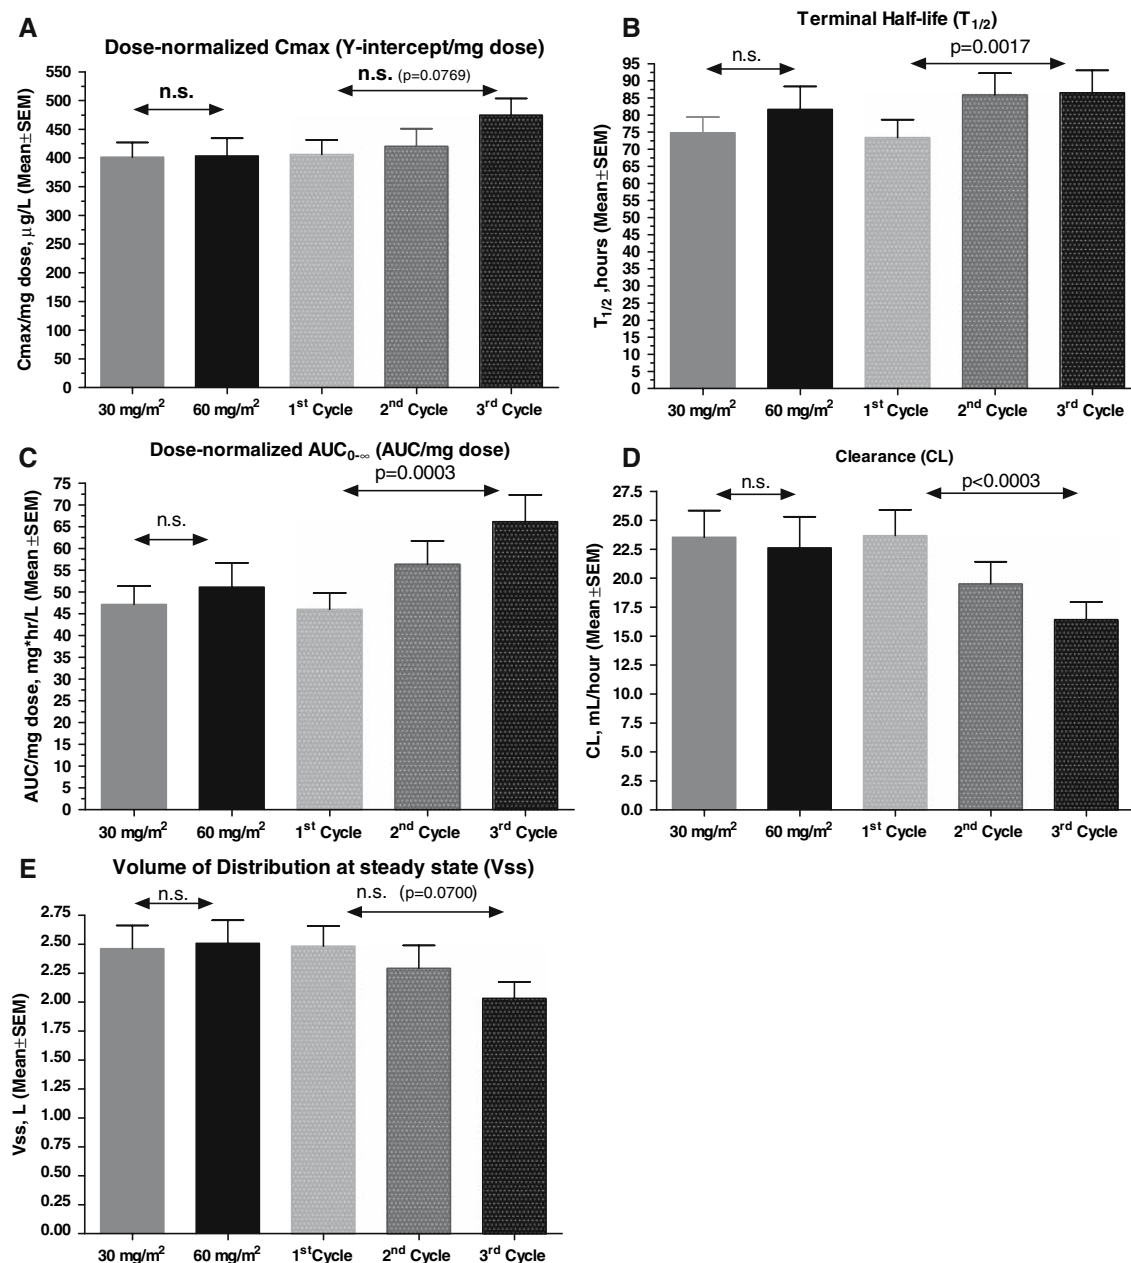 A
Dose-normalized Cmax (Y-intercept/mg dose)
n.s.
n.s. (p=0.0769)
Cmax/mg dose, μg/L (Mean±SEM)
550
500
450
400
350
300
250
200
150
100
50
0
30 mg/m² 60 mg/m² 1st Cycle 2nd Cycle 3rd Cycle
B
Terminal Half-life (T1/2)
n.s.
p=0.0017
T1/2 ,hours (Mean±SEM)
95
90
85
80
75
70
65
60
55
50
45
40
35
30
25
20
15
10
5
0
30 mg/m² 60 mg/m² 1st Cycle 2nd Cycle 3rd Cycle
C
Dose-normalized AUC0-∞ (AUC/mg dose)
n.s.
p=0.0003
AUC/mg dose, mg*hr/L (Mean ±SEM)
75
70
65
60
55
50
45
40
35
30
25
20
15
10
5
0
30 mg/m² 60 mg/m² 1st Cycle 2nd Cycle 3rd Cycle
D
Clearance (CL)
n.s.
p<0.0003
CL, mL/hour (Mean±SEM)
27.5
25.0
22.5
20.0
17.5
15.0
12.5
10.0
7.5
5.0
2.5
0.0
30 mg/m² 60 mg/m² 1st Cycle 2nd Cycle 3rd Cycle
E
Volume of Distribution at steady state (Vss)
n.s.
n.s. (p=0.0700)
Vss, L (Mean±SEM)
2.75
2.50
2.25
2.00
1.75
1.50
1.25
1.00
0.75
0.50
0.25
0.00
30 mg/m² 60 mg/m² 1stCycle 2nd Cycle 3rd Cycle